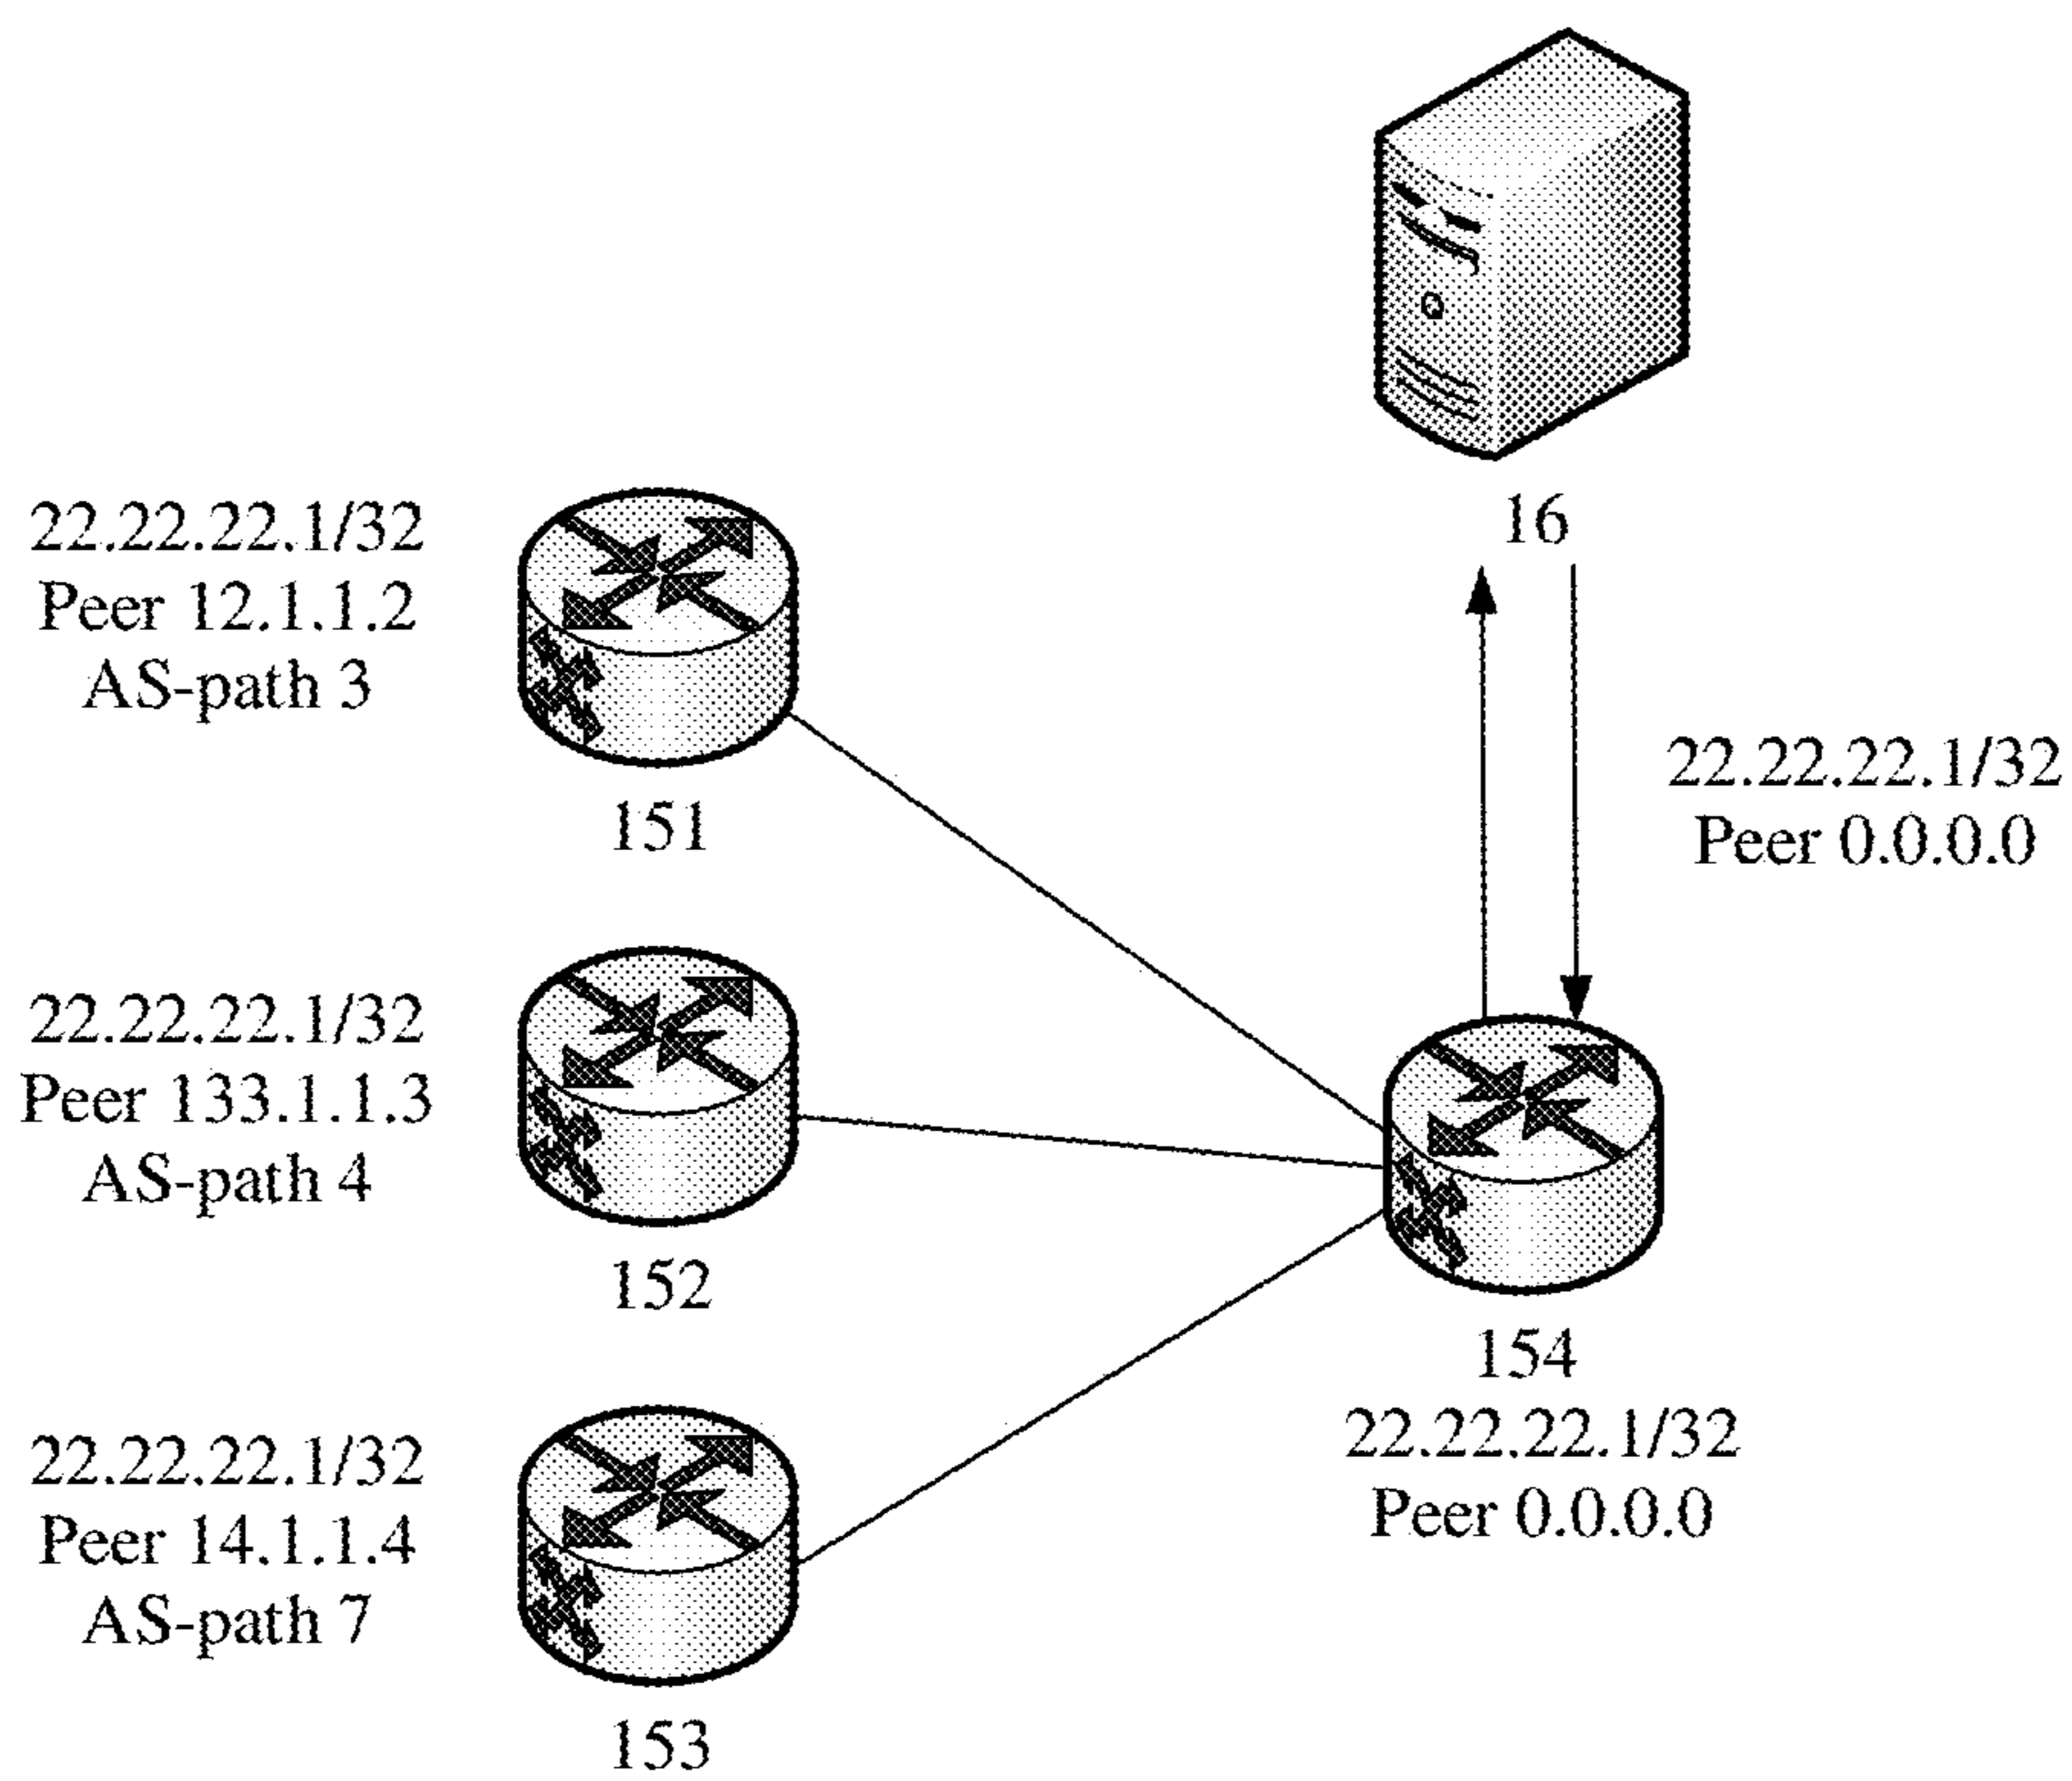 16
22.22.22.1/32
Peer 12.1.1.2
AS-path 3
151
22.22.22.1/32
Peer 0.0.0.0
22.22.22.1/32
Peer 133.1.1.3
AS-path 4
152
154
22.22.22.1/32
Peer 0.0.0.0
22.22.22.1/32
Peer 14.1.1.4
AS-path 7
153